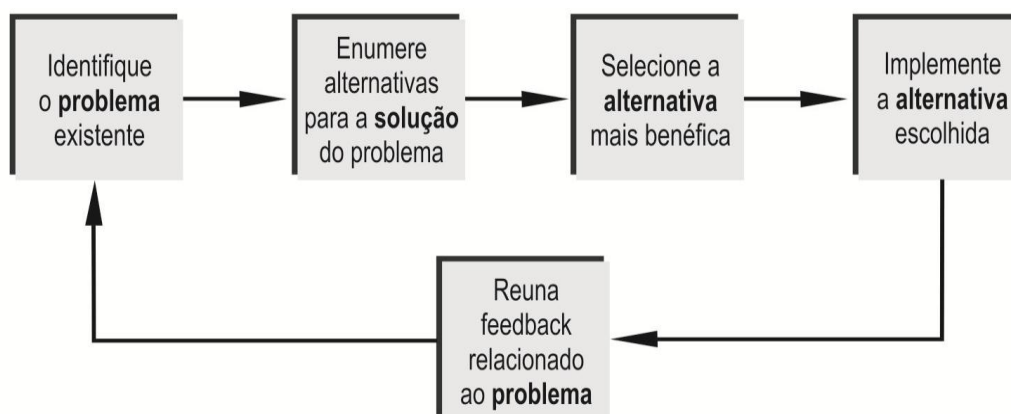 Identifique
o problema
existente
Enumere
alternativas
para a solução
do problema
Selecione a
alternativa
mais benéfica
Implemente
a alternativa
escolhida
Reuna
feedback
relacionado
ao problema